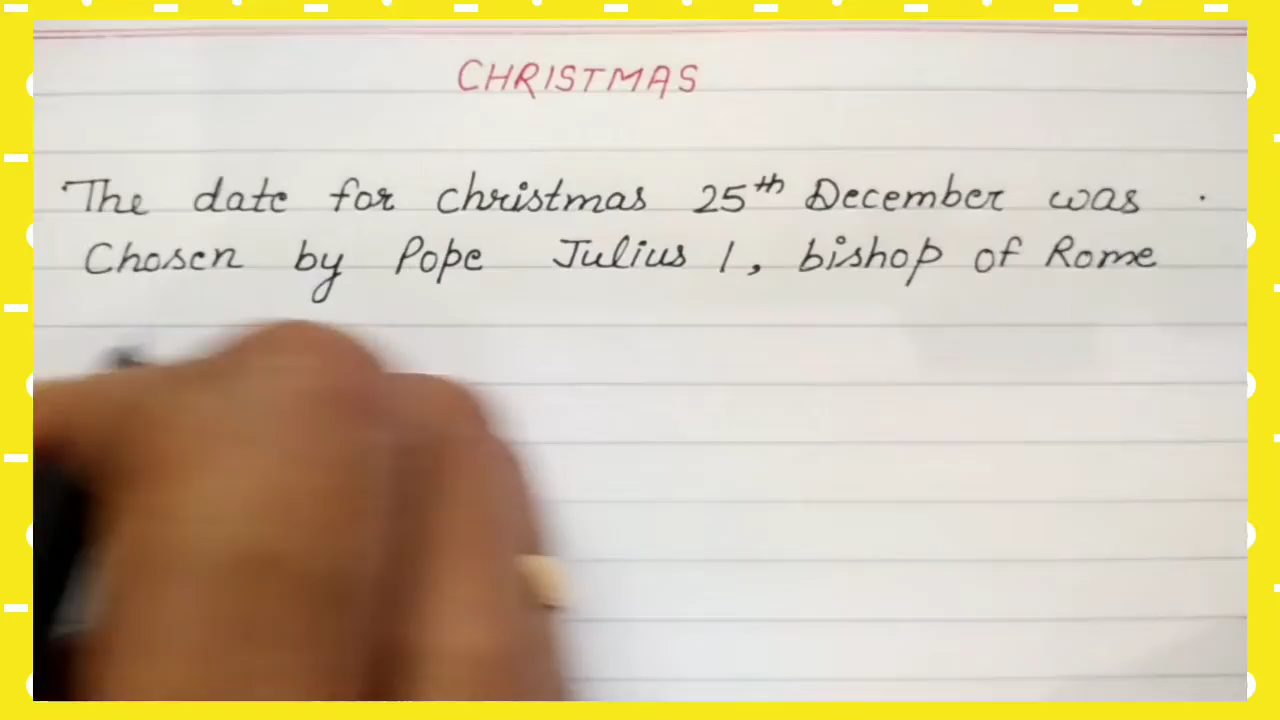 CHRISTMAS
The date for christmas 25th December was
Chosen by Pope Julius 1, bishop of Rome